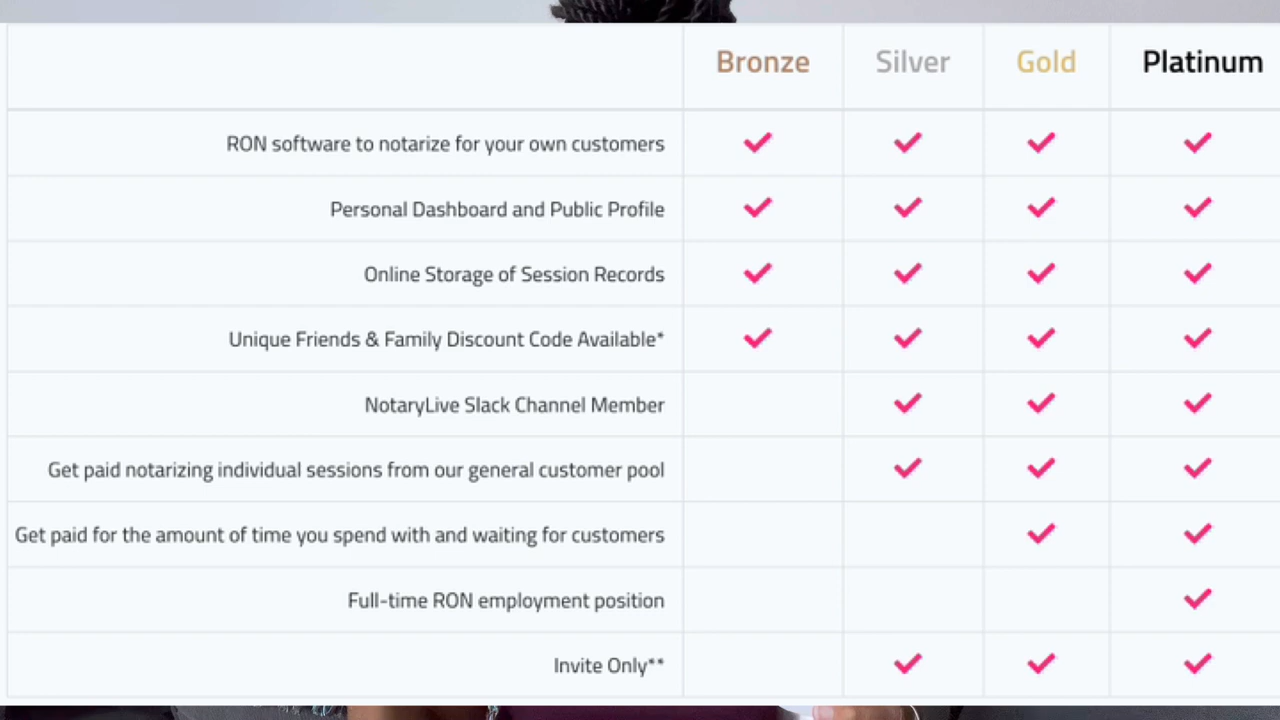 Bronze Silver Gold Platinum
RON software to notarize for your own customers
Personal Dashboard and Public Profile
Online Storage of Session Records
Unique Friends & Family Discount Code Available*
NotaryLive Slack Channel Member
Get paid notarizing individual sessions from our general customer pool
Get paid for the amount of time you spend with and waiting for customers
Full-time RON employment position
Invite Only**